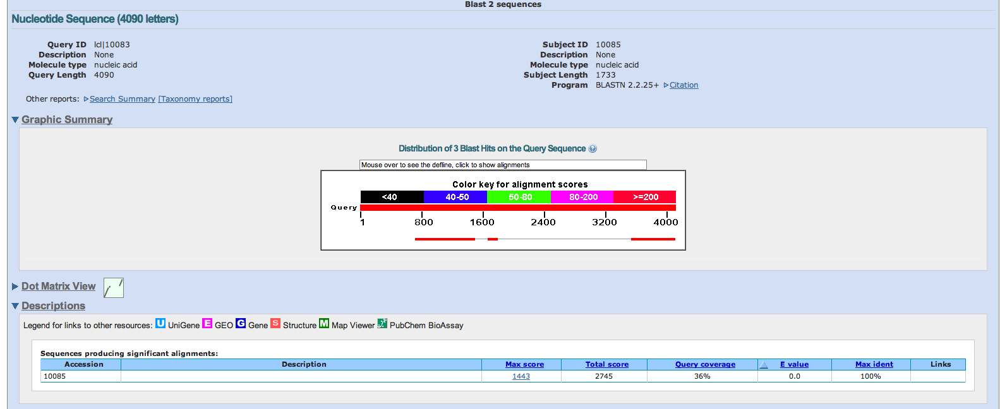 Blast 2 sequences
Nucleotide Sequence (4090 letters)
Query ID lcl|10083
Description None
Molecule type nucleic acid
Query Length 4090
Subject ID 10085
Description None
Molecule type nucleic acid
Subject Length 1733
Program BLASTN 2.2.25+ Citation
Other reports: Search Summary [Taxonomy reports]
Graphic Summary
Distribution of 3 Blast Hits on the Query Sequence ?
Mouse over to see the defline, click to show alignments
Color key for alignment scores
<40 40-50 50-80 80-200 >=200
Query
1 800 1600 2400 3200 4000
Dot Matrix View
Descriptions
Legend for links to other resources: U UniGene E GEO G Gene S Structure M Map Viewer PubChem BioAssay
Sequences producing significant alignments:
Accession Description Max score Total score Query coverage E value Max ident Links
10085 1443 2745 36% 0.0 100%